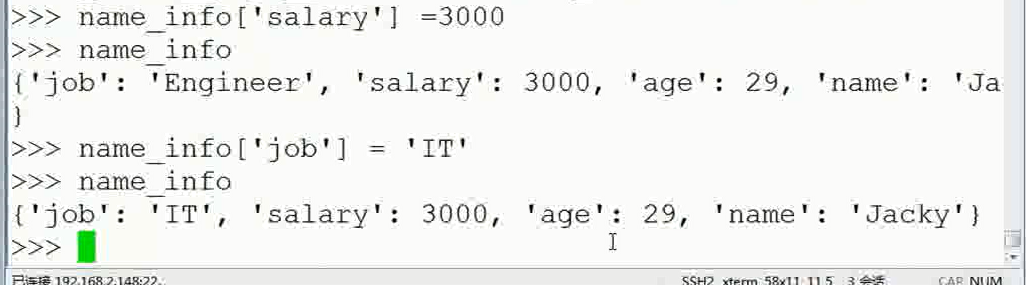 >>> name_info['salary'] =3000
>>> name_info
{'job': 'Engineer', 'salary': 3000, 'age': 29, 'name': 'Ja
}
>>> name_info['job'] = 'IT'
>>> name_info
{'job': 'IT', 'salary': 3000, 'age': 29, 'name': 'Jacky'}
>>>
已连接 192.168.2.148:22. SSH2 xterm 58x11 11,5 3 会话 CAP NUM